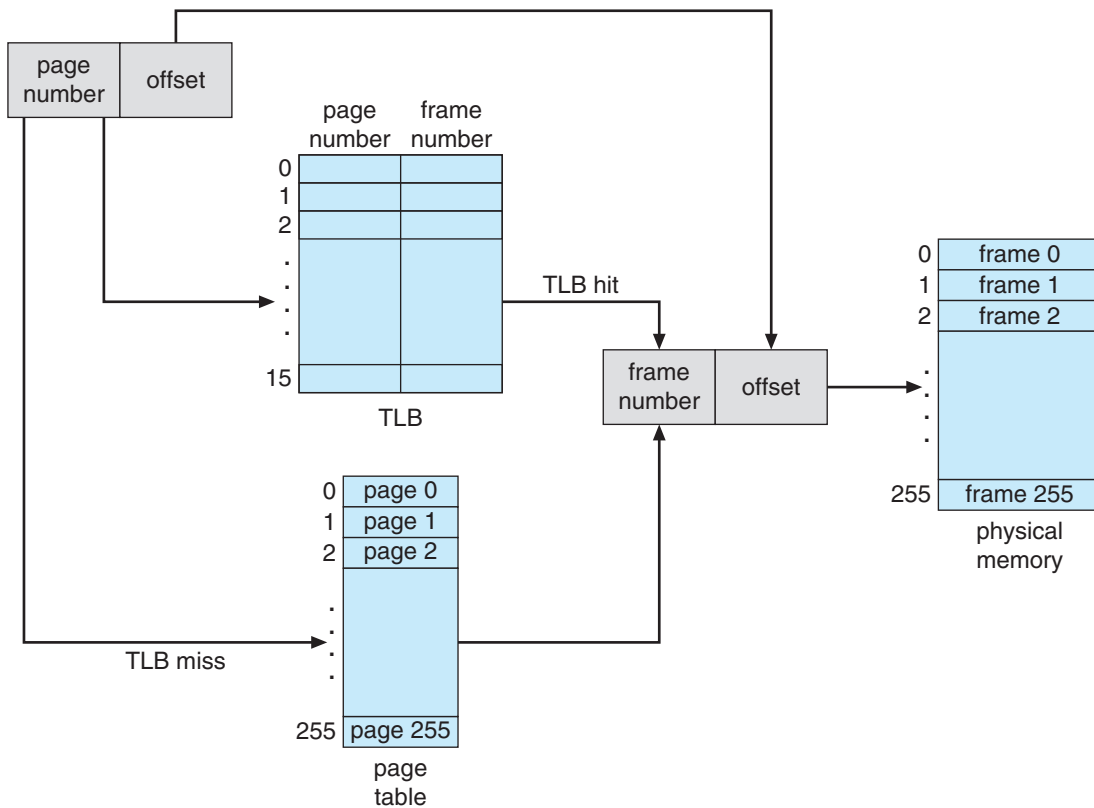 page
number
offset
page
number
frame
number
0
1
2
.
.
.
.
15
TLB
TLB hit
frame
number
offset
0 frame 0
1 frame 1
2 frame 2
.
.
.
.
255 frame 255
physical
memory
0 page 0
1 page 1
2 page 2
.
.
.
.
255 page 255
page
table
TLB miss